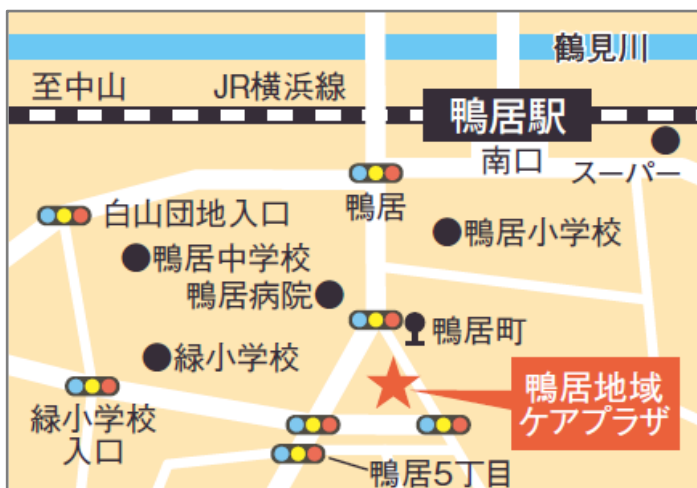 鶴見川
至中山
JR横浜線
鴨居駅
南口
スーパー
鴨居
白山団地入口
鴨居小学校
鴨居中学校
鴨居病院
鴨居町
緑小学校
鴨居地域
ケアプラザ
緑小学校
入口
鴨居5丁目